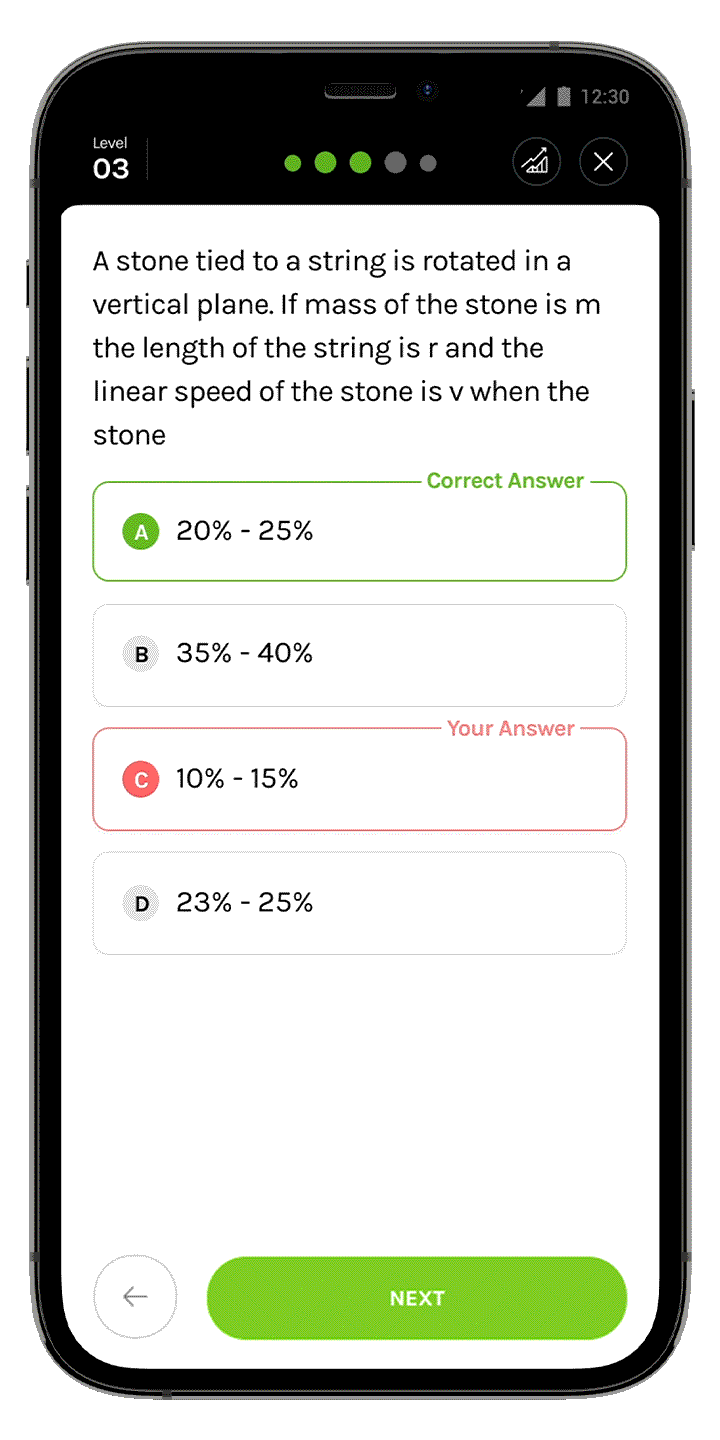 12:30
Level
03
A stone tied to a string is rotated in a
vertical plane. If mass of the stone is m
the length of the string is r and the
linear speed of the stone is v when the
stone
Correct Answer
A 20% - 25%
B 35% - 40%
Your Answer
C 10% - 15%
D 23% - 25%
NEXT